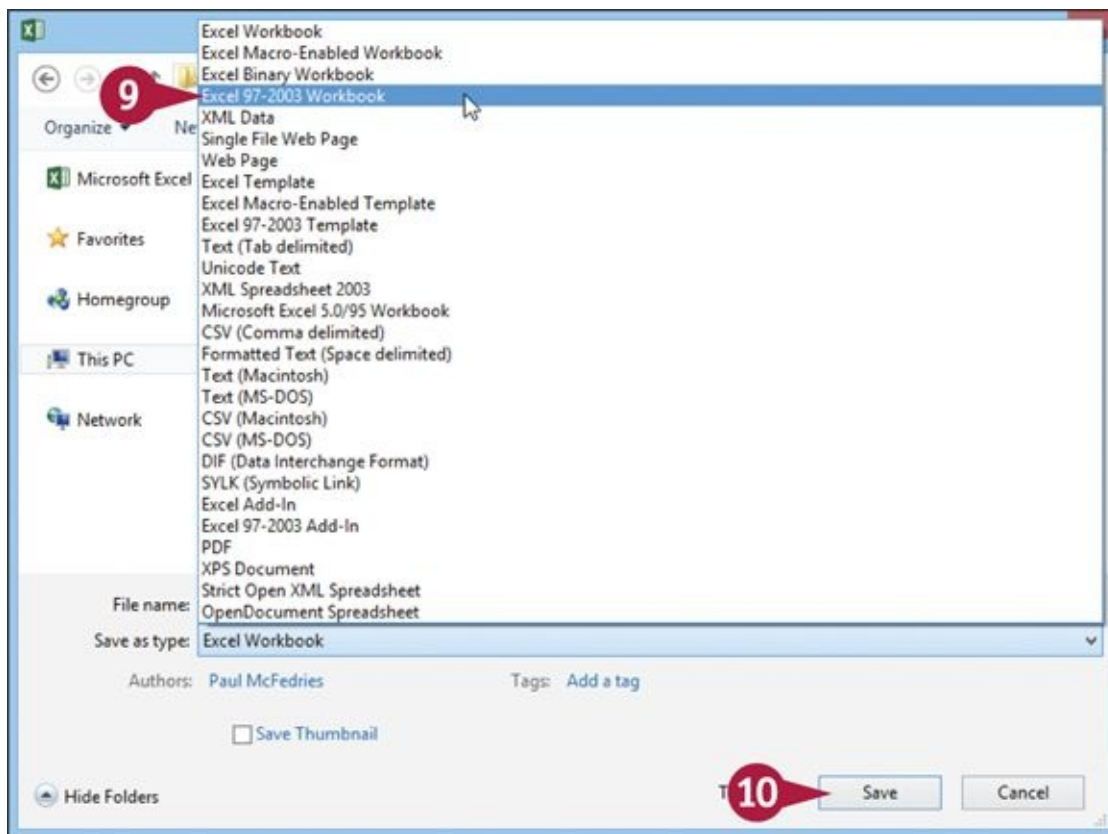 Excel Workbook
Excel Macro-Enabled Workbook
Excel Binary Workbook
9
Excel 97-2003 Workbook
Organize
Ne
XML Data
Single File Web Page
Web Page
Microsoft Excel
Excel Template
Excel Macro-Enabled Template
Excel 97-2003 Template
Favorites
Text (Tab delimited)
Unicode Text
Homegroup
XML Spreadsheet 2003
Microsoft Excel 5.0/95 Workbook
CSV (Comma delimited)
This PC
Formatted Text (Space delimited)
Text (Macintosh)
Text (MS-DOS)
Network
CSV (Macintosh)
CSV (MS-DOS)
DIF (Data Interchange Format)
SYLK (Symbolic Link)
Excel Add-In
Excel 97-2003 Add-In
PDF
XPS Document
Strict Open XML Spreadsheet
File name:
OpenDocument Spreadsheet
Save as type: Excel Workbook
Authors: Paul McFedries Tags: Add a tag
Save Thumbnail
Hide Folders
10
Save
Cancel